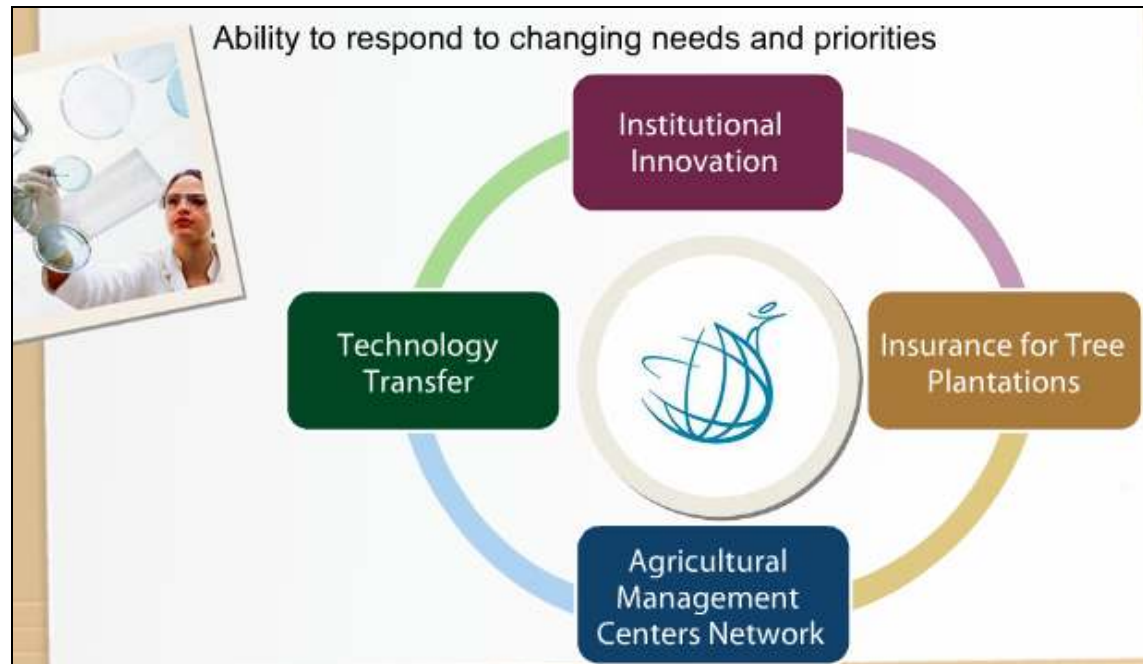 Ability to respond to changing needs and priorities
Institutional
Innovation
Technology
Transfer
Insurance for Tree
Plantations
Agricultural
Management
Centers Network